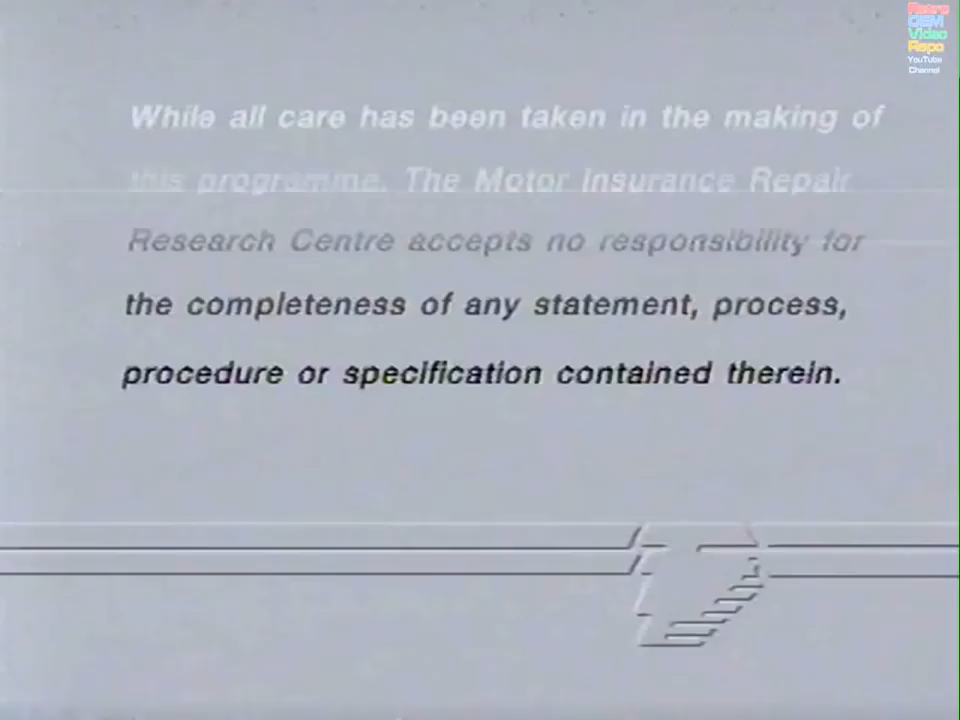 Retro
OEM
Video
Repo
YouTube
Channel
While all care has been taken in the making of
this programme. The Motor Insurance Repair
Research Centre accepts no responsibility for
the completeness of any statement, process,
procedure or specification contained therein.